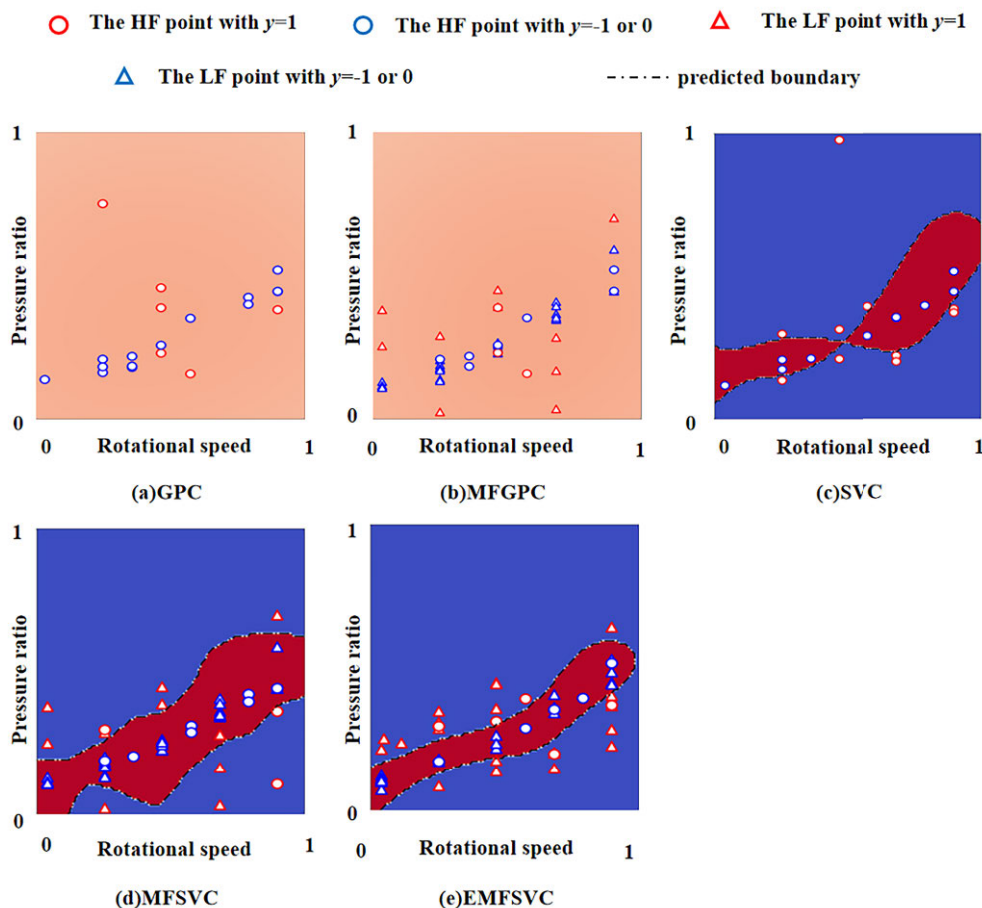 The HF point with y=1
The HF point with y=-1 or 0
The LF point with y=1
The LF point with y=-1 or 0
predicted boundary
1
Pressure ratio
0
0
Rotational speed
1
(a)GPC
1
Pressure ratio
0
0
Rotational speed
1
(b)MFGPC
1
Pressure ratio
0
0
Rotational speed
1
(c)SVC
1
Pressure ratio
0
0
Rotational speed
1
(d)MFSVC
1
Pressure ratio
0
0
Rotational speed
1
(e)EMFSVC